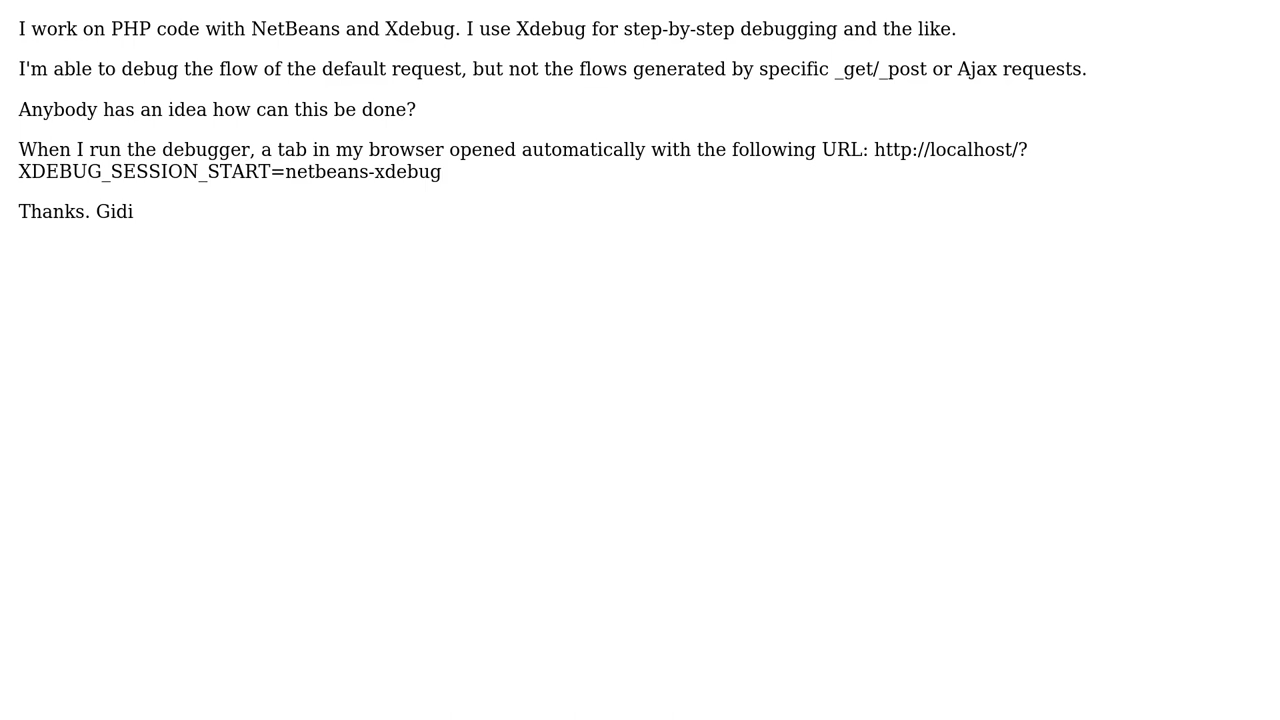 I work on PHP code with NetBeans and Xdebug. I use Xdebug for step-by-step debugging and the like.
I'm able to debug the flow of the default request, but not the flows generated by specific _get/_post or Ajax requests.
Anybody has an idea how can this be done?
When I run the debugger, a tab in my browser opened automatically with the following URL: http://localhost/?
XDEBUG_SESSION_START=netbeans-xdebug
Thanks. Gidi